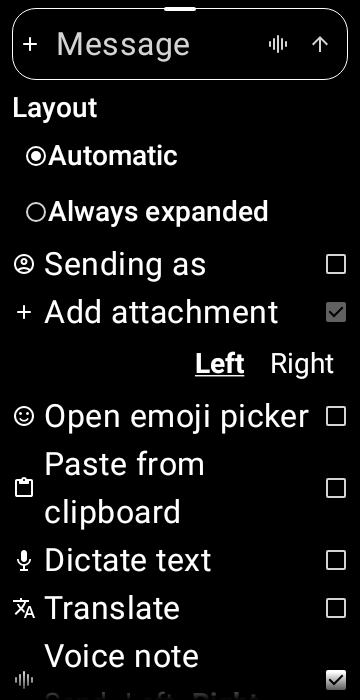 Message
Layout
Automatic
Always expanded
Sending as
Add attachment
Left Right
Open emoji picker
Paste from
clipboard
Dictate text
Translate
Voice note